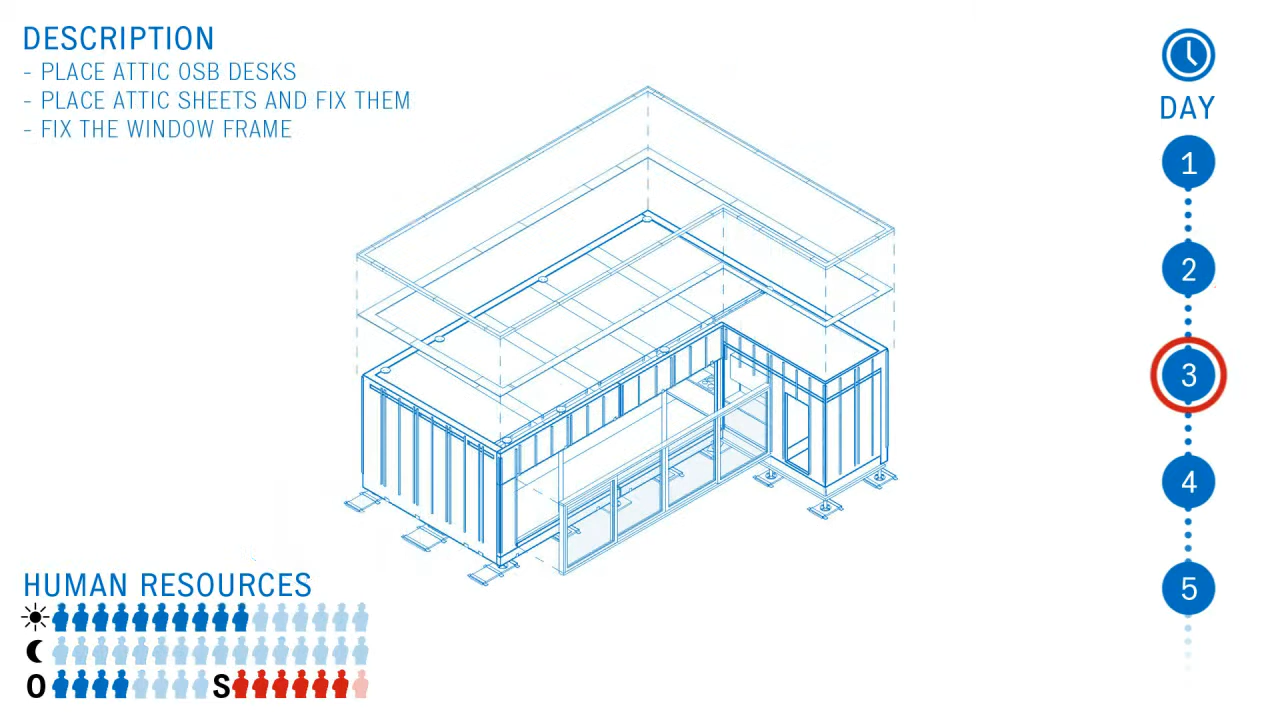 DESCRIPTION
- PLACE ATTIC OSB DESKS
- PLACE ATTIC SHEETS AND FIX THEM
- FIX THE WINDOW FRAME
DAY
1
2
3
4
5
HUMAN RESOURCES
O S